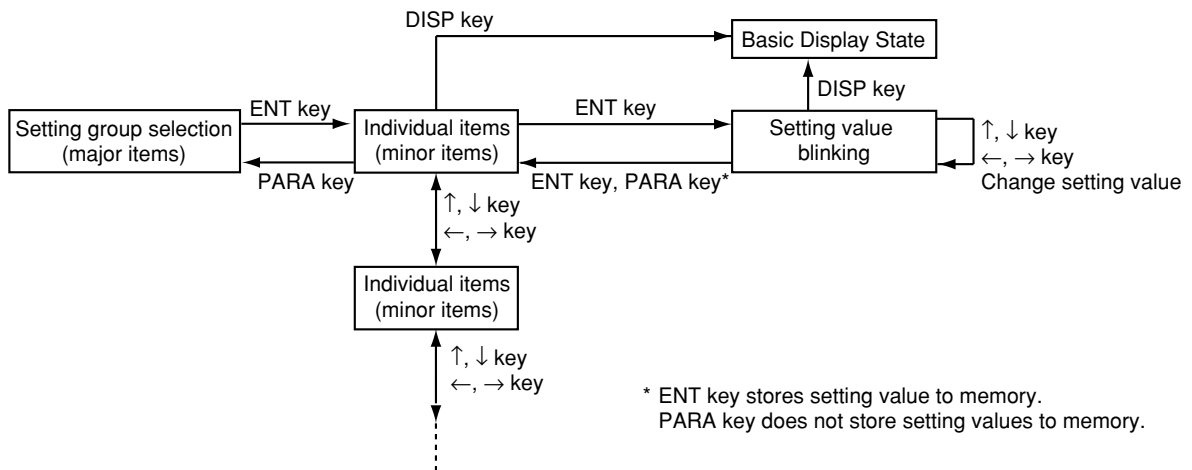 DISP key
Basic Display State
DISP key
ENT key
ENT key
Setting group selection
(major items)
Individual items
(minor items)
Setting value
blinking
↑, ↓ key
←, → key
Change setting value
PARA key
ENT key, PARA key*
↑, ↓ key
←, → key
Individual items
(minor items)
↑, ↓ key
←, → key
* ENT key stores setting value to memory.
PARA key does not store setting values to memory.